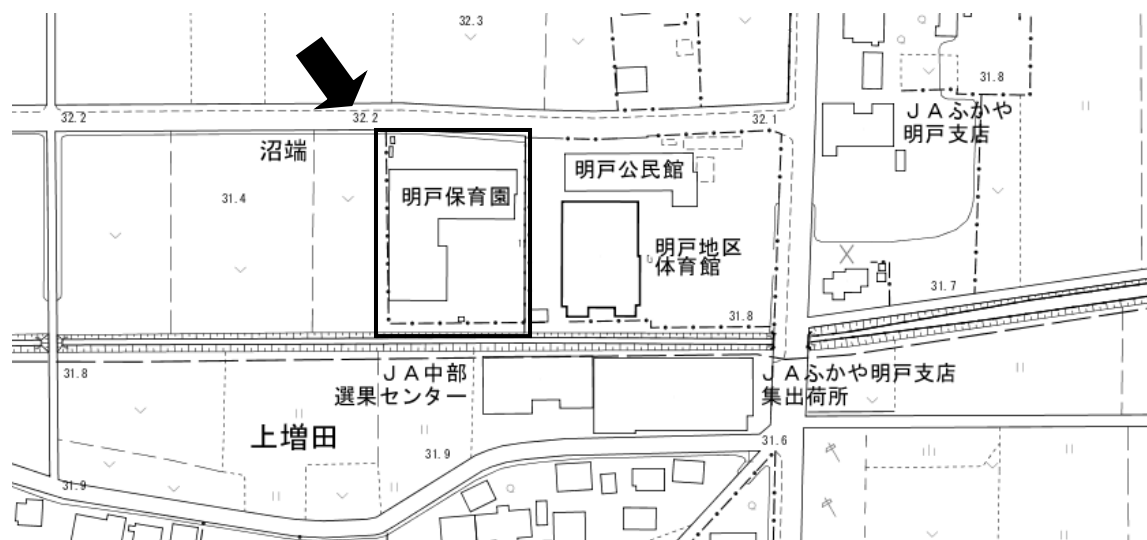 32.3
31.8
32.2
32.2
32.1
JAふかや
明戸支店
沼端
明戸公民館
31.4
明戸保育園
明戸地区
体育館
31.7
31.8
31.8
JA中部
選果センター
JAふかや明戸支店
集出荷所
上増田
31.9
31.6
31.9